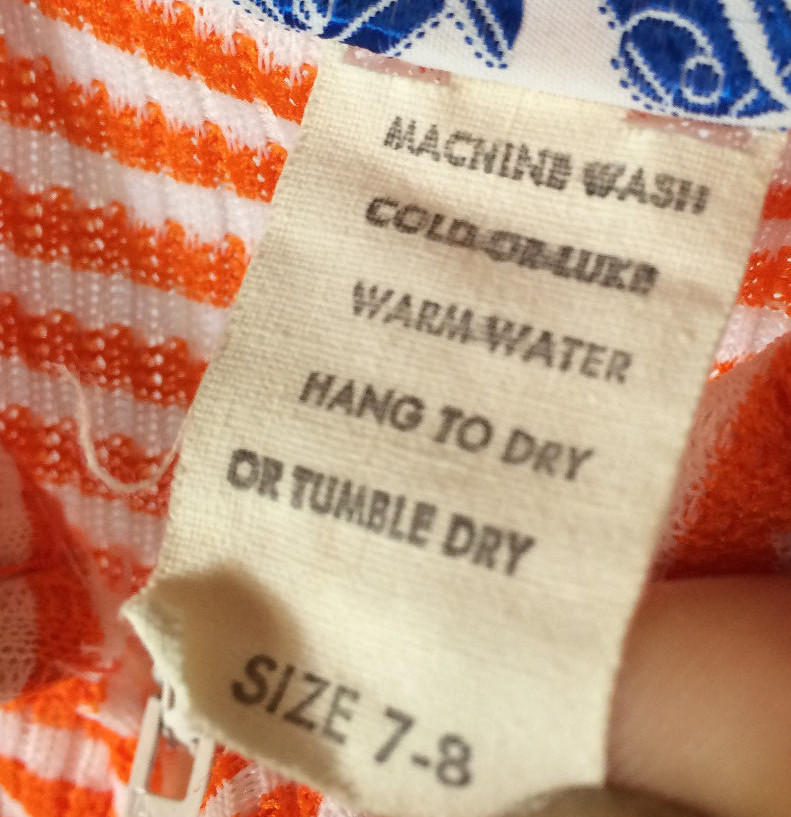 MACHINE WASH
COLD OR LUKE
WARM WATER
HANG TO DRY
OR TUMBLE DRY
SIZE 7-8